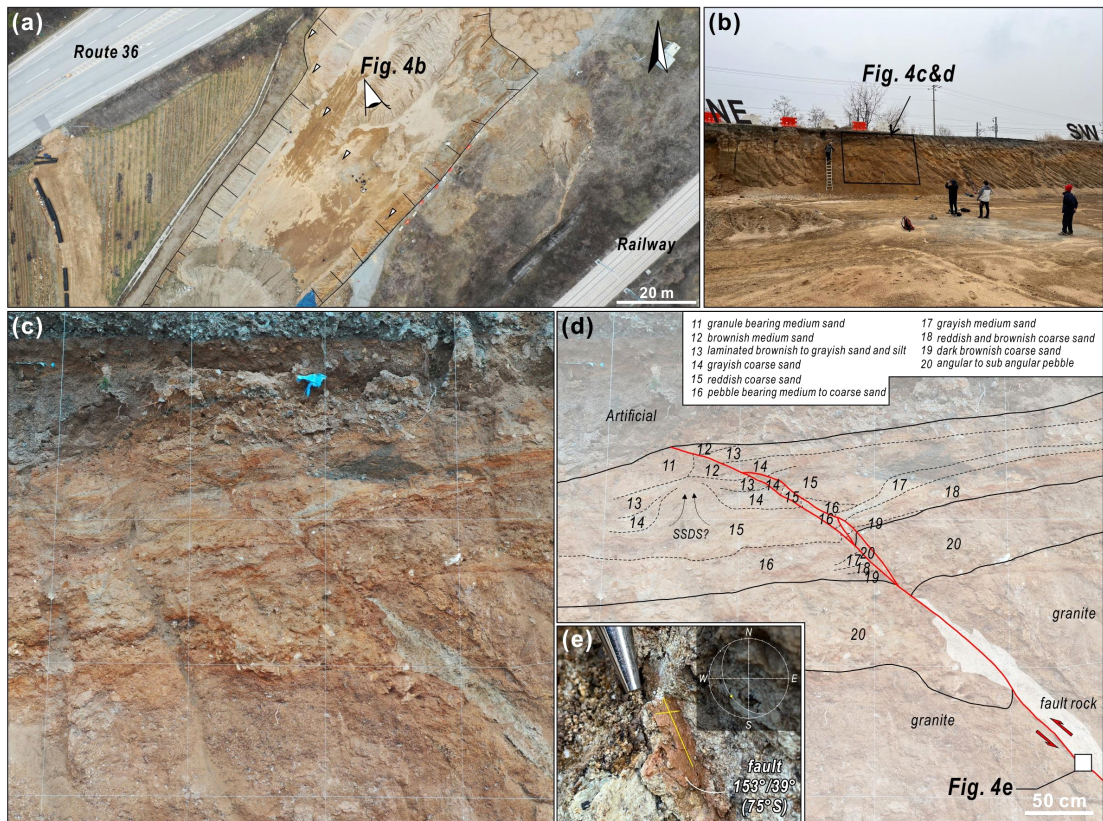 (a)
Route 36
Fig. 4b
Railway
20 m
(b)
Fig. 4c&d
NE
SW
(c)
(d)
11 granule bearing medium sand
12 brownish medium sand
13 laminated brownish to grayish sand and silt
14 grayish coarse sand
15 reddish coarse sand
16 pebble bearing medium to coarse sand
17 grayish medium sand
18 reddish and brownish coarse sand
19 dark brownish coarse sand
20 angular to sub angular pebble
Artificial
12
13
11
12
14
13
14
15
17
13
14
15
16
18
14
16
19
SSDS?
15
20
20
17
16
18
19
granite
20
granite
fault rock
Fig. 4e
50 cm
(e)
N
W
E
S
fault
153°/39°
(75°S)